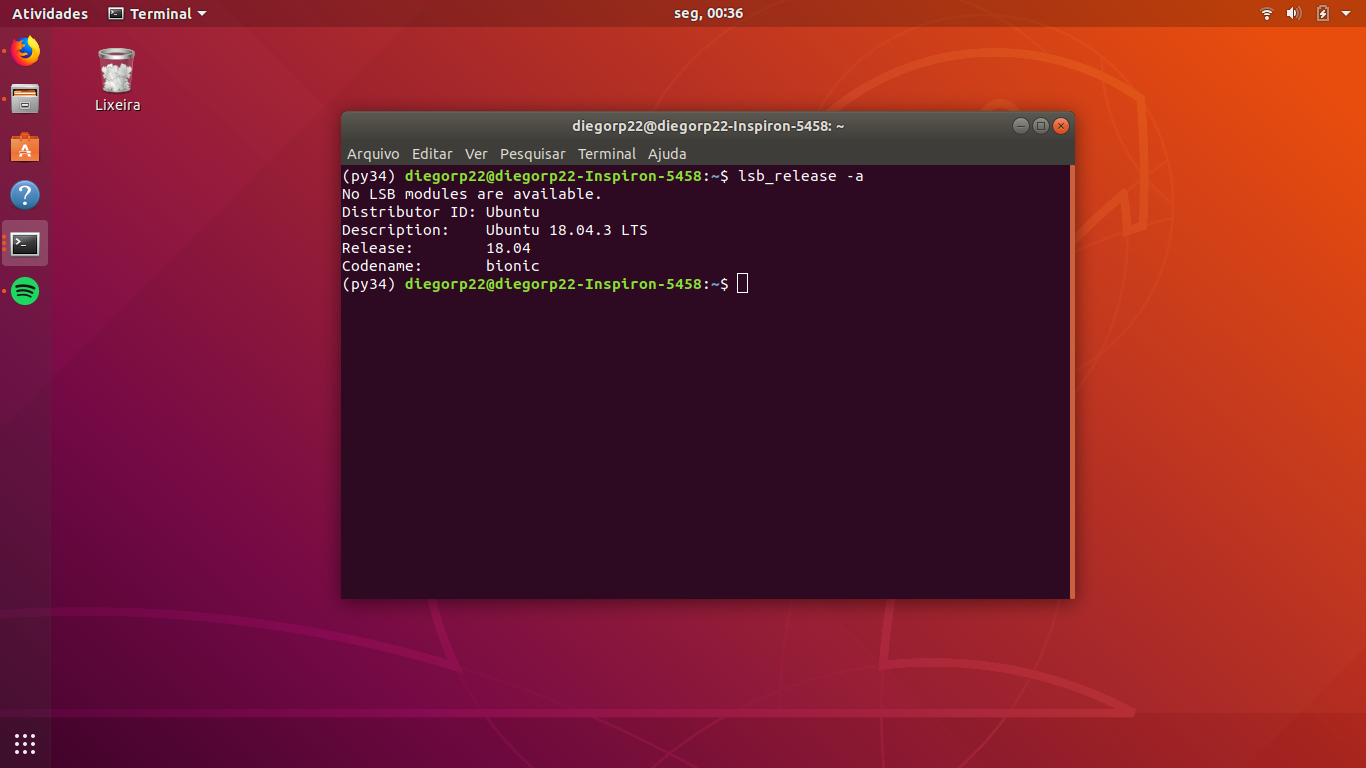 Atividades Terminal seg, 00:36
Lixeira
diegorp22@diegorp22-Inspiron-5458: ~
Arquivo Editar Ver Pesquisar Terminal Ajuda
(py34) diegorp22@diegorp22-Inspiron-5458:~$ lsb_release -a
No LSB modules are available.
Distributor ID: Ubuntu
Description:    Ubuntu 18.04.3 LTS
Release:        18.04
Codename:       bionic
(py34) diegorp22@diegorp22-Inspiron-5458:~$